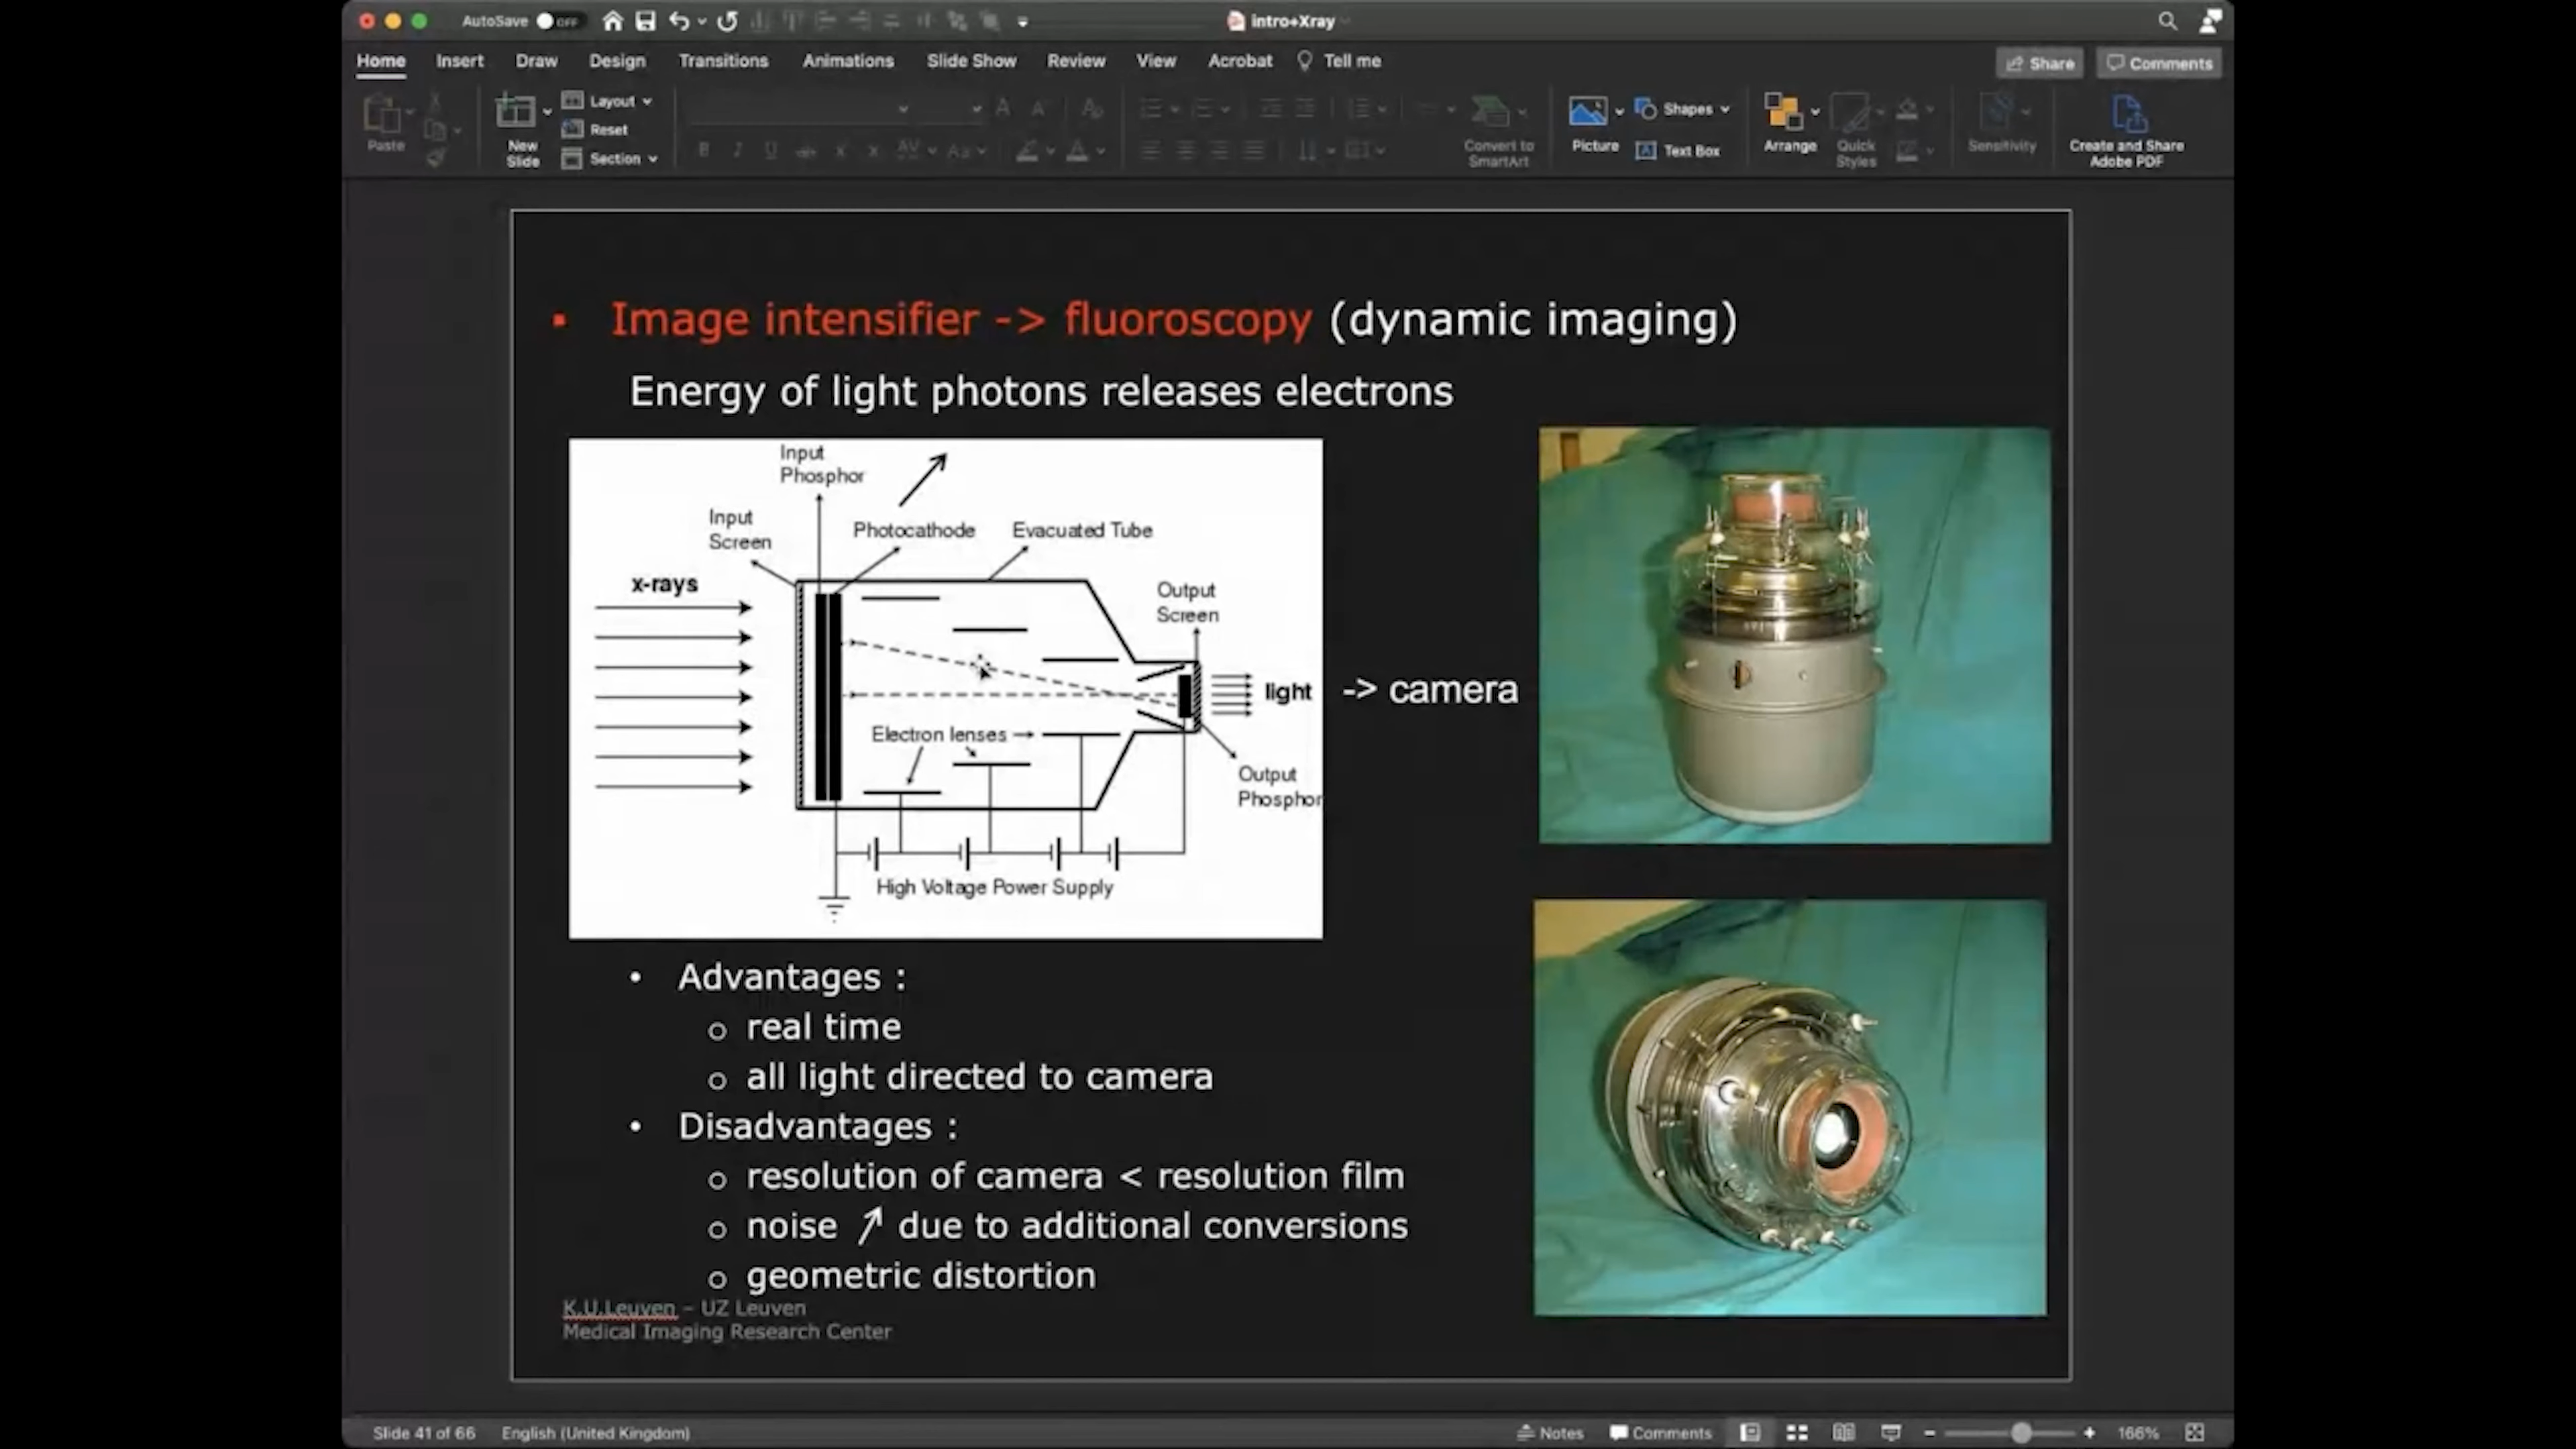 AutoSave OFF
intro+Xray
Home Insert Draw Design Transitions Animations Slide Show Review View Acrobat Tell me
Share Comments
Paste
New Slide
Layout
Reset
Section
Convert to SmartArt
Picture
Shapes
Text Box
Arrange
Quick Styles
Sensitivity
Create and Share Adobe PDF
Image intensifier -> fluoroscopy (dynamic imaging)
Energy of light photons releases electrons
Input
Phosphor
Input
Screen
Photocathode
Evacuated Tube
x-rays
Output
Screen
light
-> camera
Electron lenses
Output
Phosphor
High Voltage Power Supply
• Advantages :
o real time
o all light directed to camera
• Disadvantages :
o resolution of camera < resolution film
o noise ↗ due to additional conversions
o geometric distortion
K.U.Leuven – UZ Leuven
Medical Imaging Research Center
Slide 41 of 66 English (United Kingdom)
Notes Comments 166%